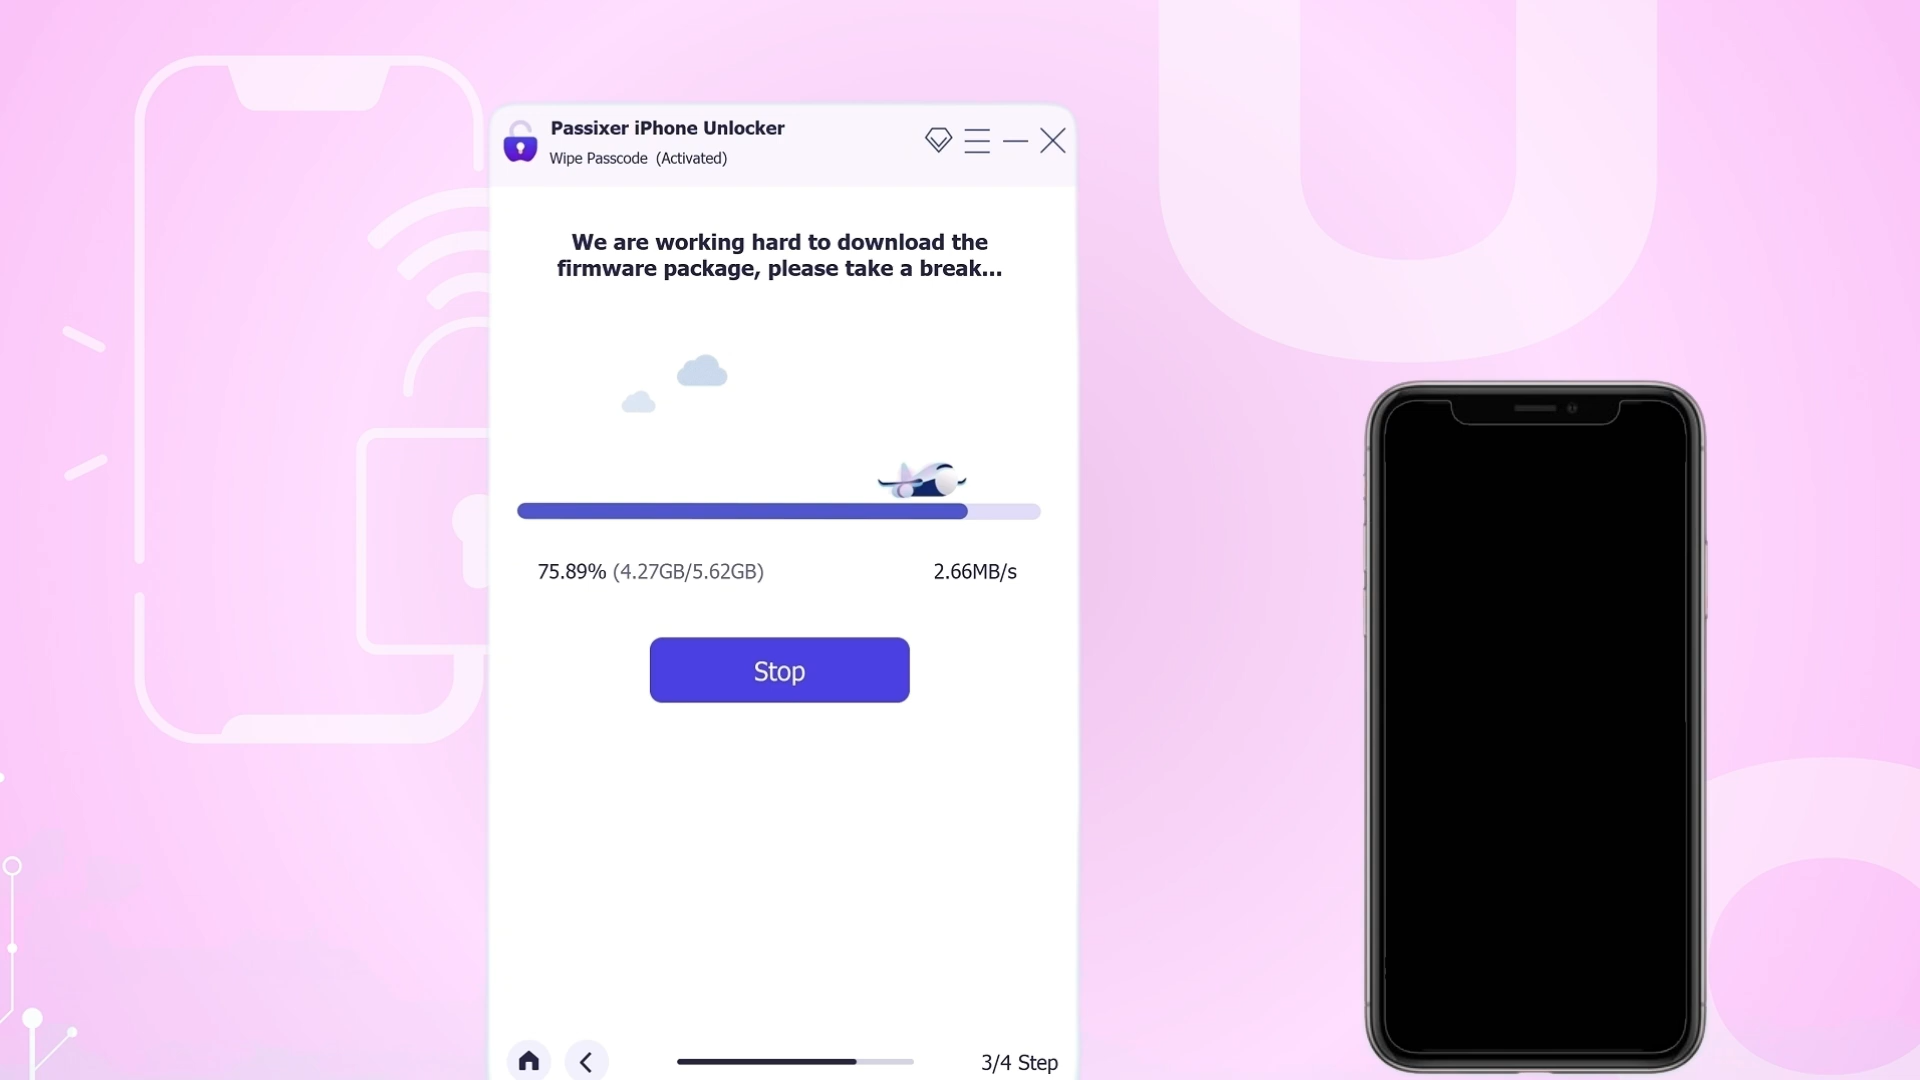 Passixer iPhone Unlocker
Wipe Passcode (Activated)
We are working hard to download the
firmware package, please take a break...
75.89% (4.27GB/5.62GB)
2.66MB/s
Stop
3/4 Step